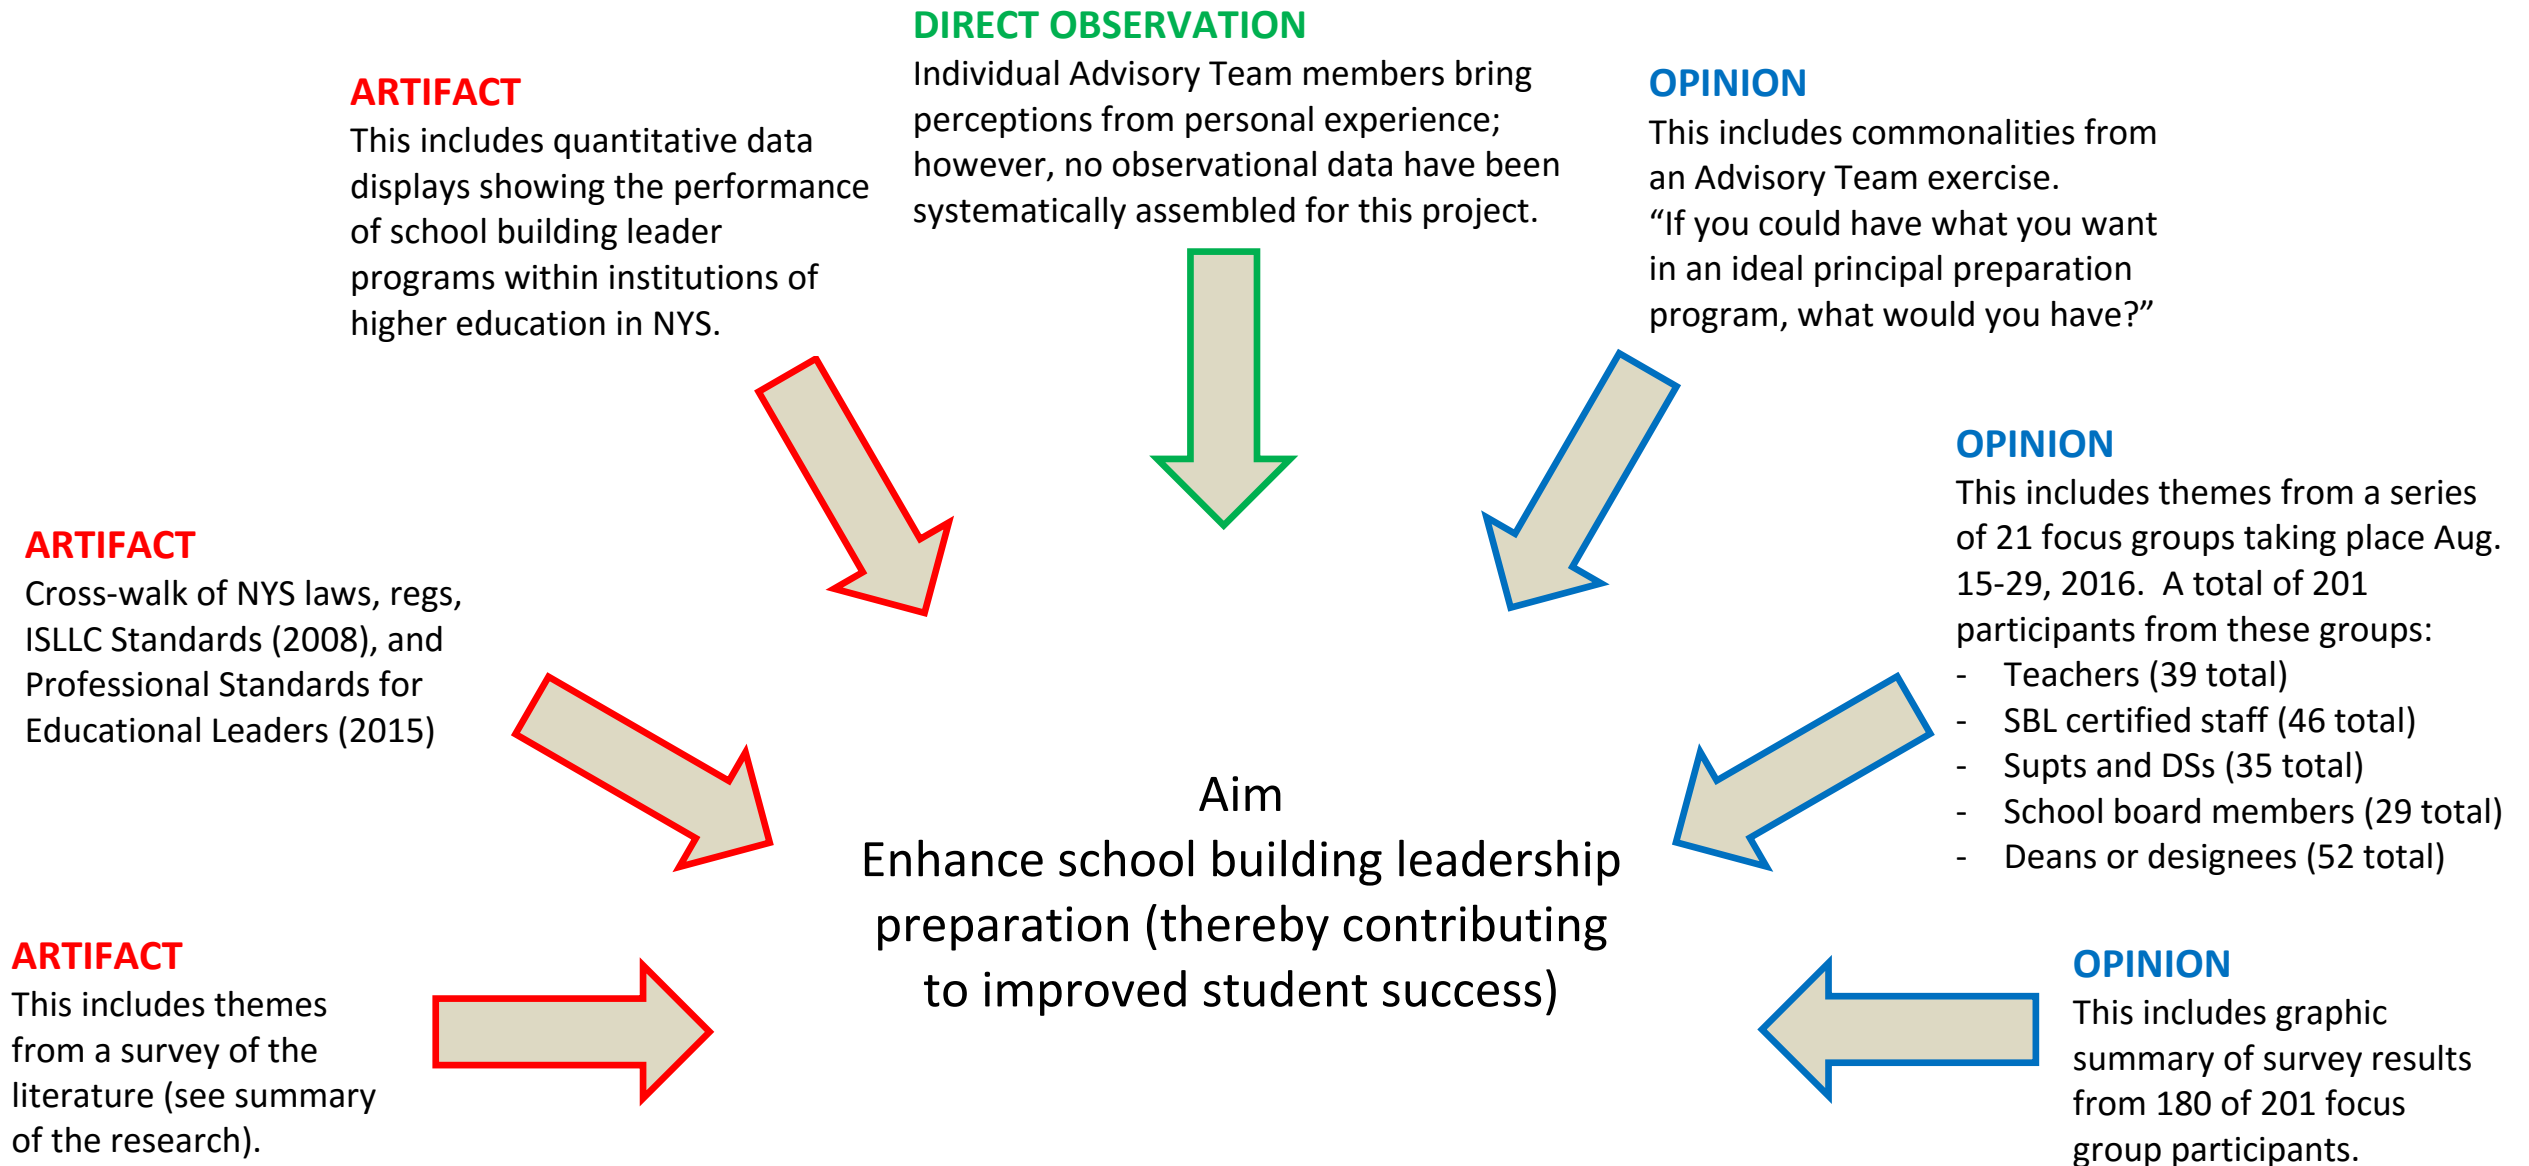 DIRECT OBSERVATION
Individual Advisory Team members bring
perceptions from personal experience;
however, no observational data have been
systematically assembled for this project.
ARTIFACT
This includes quantitative data
displays showing the performance
of school building leader
programs within institutions of
higher education in NYS.
OPINION
This includes commonalities from
an Advisory Team exercise.
“If you could have what you want
in an ideal principal preparation
program, what would you have?”
ARTIFACT
Cross-walk of NYS laws, regs,
ISLLC Standards (2008), and
Professional Standards for
Educational Leaders (2015)
OPINION
This includes themes from a series
of 21 focus groups taking place Aug.
15-29, 2016.  A total of 201
participants from these groups:
- Teachers (39 total)
- SBL certified staff (46 total)
- Supts and DSs (35 total)
- School board members (29 total)
- Deans or designees (52 total)
Aim
Enhance school building leadership
preparation (thereby contributing
to improved student success)
ARTIFACT
This includes themes
from a survey of the
literature (see summary
of the research).
OPINION
This includes graphic
summary of survey results
from 180 of 201 focus
group participants.